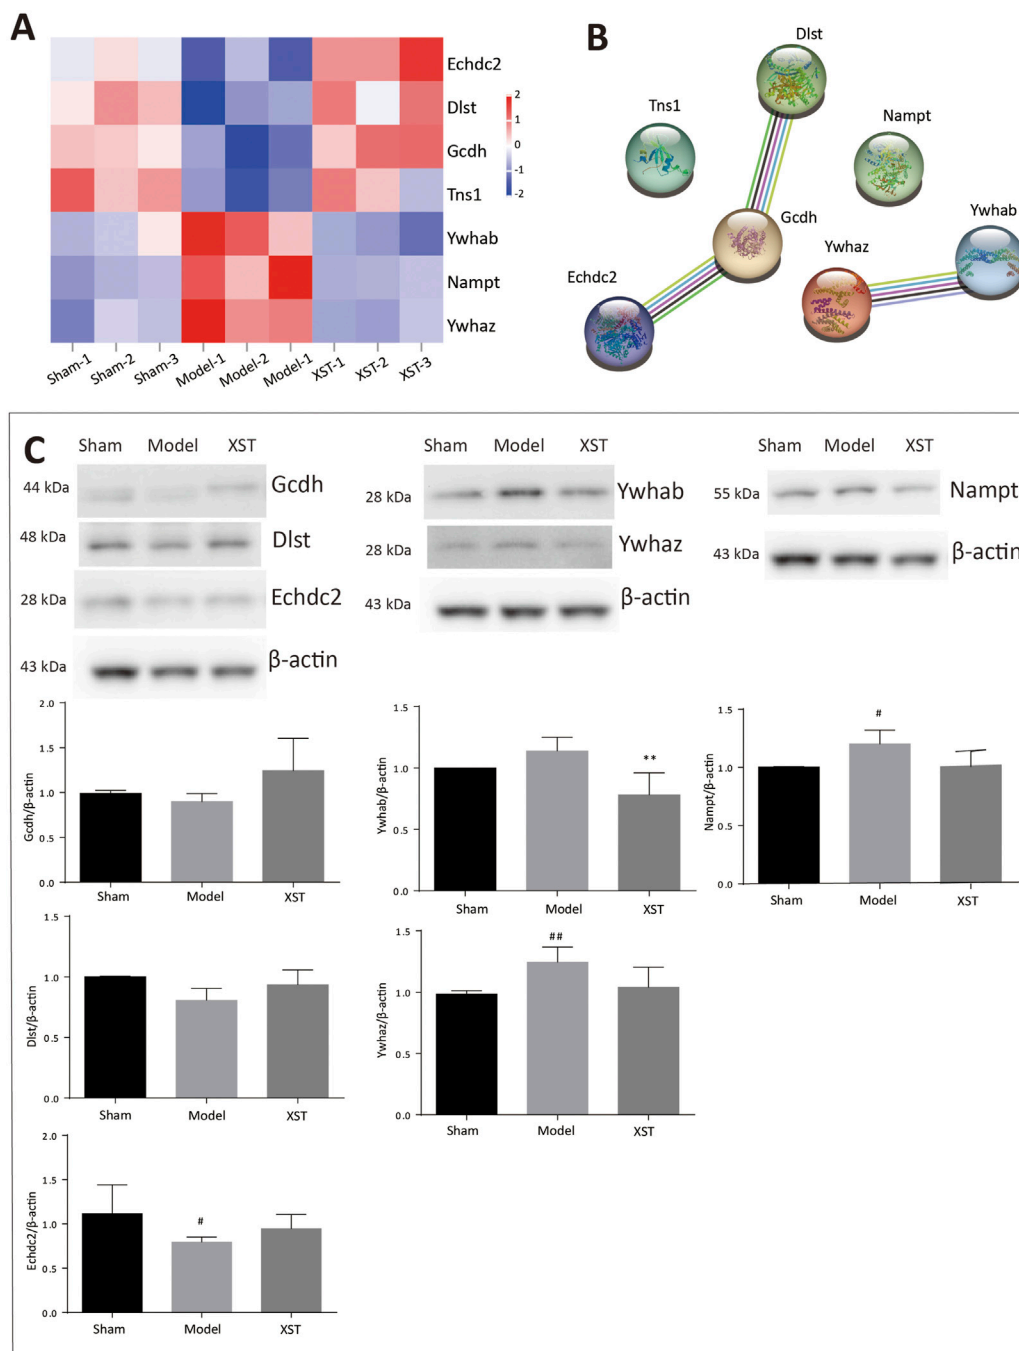 A
Echdc2
Dlst
Gcdh
Tns1
Ywhab
Nampt
Ywhaz
2
1
0
-1
-2
Sham-1
Sham-2
Sham-3
Model-1
Model-2
Model-1
XST-1
XST-2
XST-3
B
Dlst
Tns1
Nampt
Gcdh
Ywhab
Ywhaz
Echdc2
C
Sham Model XST
44 kDa Gcdh
48 kDa Dlst
28 kDa Echdc2
43 kDa β-actin
Sham Model XST
28 kDa Ywhab
28 kDa Ywhaz
43 kDa β-actin
Sham Model XST
55 kDa Nampt
43 kDa β-actin
Gcdh/β-actin
2.0
1.5
1.0
0.5
0.0
Sham Model XST
Ywhab/β-actin
1.5
1.0
0.5
0.0
**
Sham Model XST
Nampt/β-actin
1.5
1.0
0.5
0.0
#
Sham Model XST
Dlst/β-actin
1.5
1.0
0.5
0.0
Sham Model XST
Ywhaz/β-actin
1.5
1.0
0.5
0.0
##
Sham Model XST
Echdc2/β-actin
2.0
1.5
1.0
0.5
0.0
#
Sham Model XST